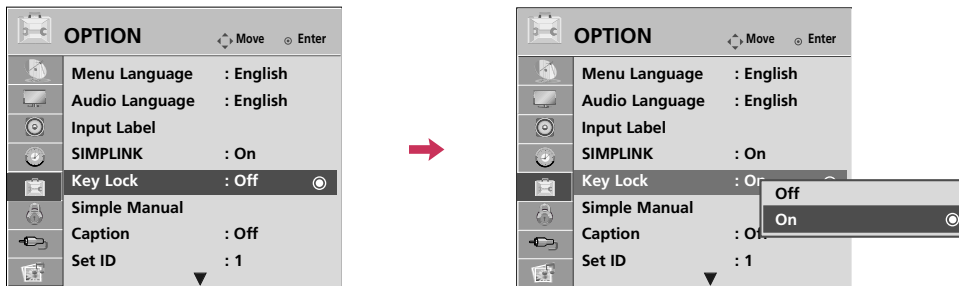 OPTION
Move
Enter
Menu Language : English
Audio Language : English
Input Label
SIMPLINK : On
Key Lock : Off
Simple Manual
Caption : Off
Set ID : 1
OPTION
Move
Enter
Menu Language : English
Audio Language : English
Input Label
SIMPLINK : On
Key Lock : On
Simple Manual
Caption : Off
Set ID : 1
Off
On